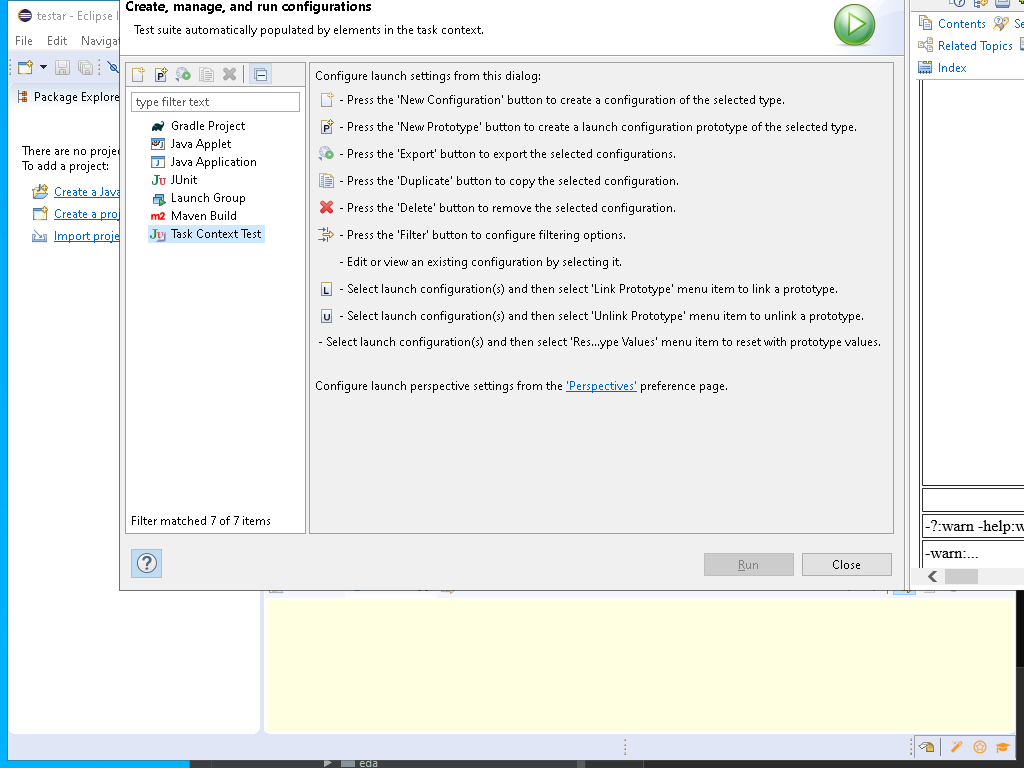 testar - Eclipse I
File Edit Navigat
Package Explore
There are no proje
To add a project:
Create a Java
Create a proj
Import proje
Create, manage, and run configurations
Test suite automatically populated by elements in the task context.
type filter text
Gradle Project
Java Applet
Java Application
JUnit
Launch Group
Maven Build
Task Context Test
Filter matched 7 of 7 items
Configure launch settings from this dialog:
- Press the 'New Configuration' button to create a configuration of the selected type.
- Press the 'New Prototype' button to create a launch configuration prototype of the selected type.
- Press the 'Export' button to export the selected configurations.
- Press the 'Duplicate' button to copy the selected configuration.
- Press the 'Delete' button to remove the selected configuration.
- Press the 'Filter' button to configure filtering options.
- Edit or view an existing configuration by selecting it.
- Select launch configuration(s) and then select 'Link Prototype' menu item to link a prototype.
- Select launch configuration(s) and then select 'Unlink Prototype' menu item to unlink a prototype.
- Select launch configuration(s) and then select 'Res...ype Values' menu item to reset with prototype values.
Configure launch perspective settings from the 'Perspectives' preference page.
Run Close
Contents Se
Related Topics
Index
-?:warn -help:w
-warn:...
eda